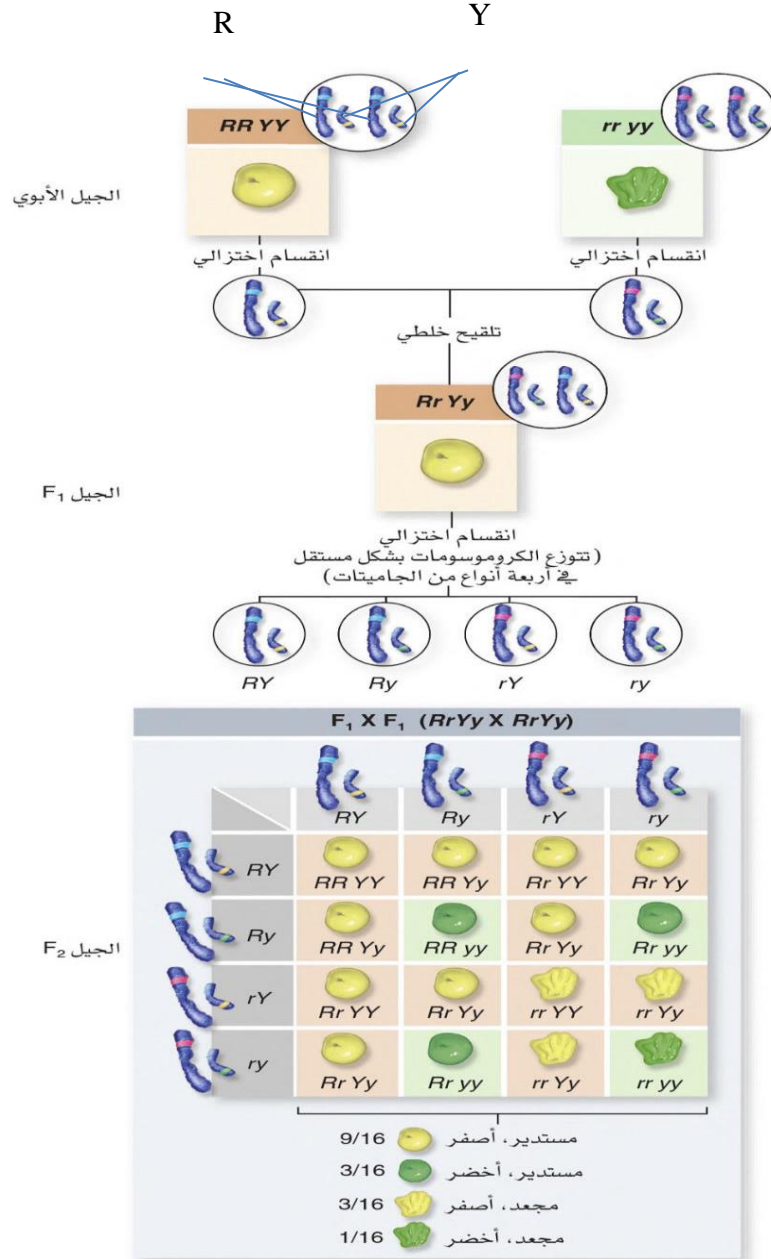 R Y
RR YY rr yy
الجيل الأبوي
انقسام اختزالي انقسام اختزالي
تلقيح خلطي
Rr Yy
الجيل F1
انقسام اختزالي
(تتوزع الكروموسومات بشكل مستقل
في أربعة أنواع من الجاميتات)
RY Ry rY ry
F1 X F1 (RrYy X RrYy)
RY Ry rY ry
RY RR YY RR Yy Rr YY Rr Yy
Ry RR Yy RR yy Rr Yy Rr yy
الجيل F2
rY Rr YY Rr Yy rr YY rr Yy
ry Rr Yy Rr yy rr Yy rr yy
مستدير، أصفر 9/16
مستدير، أخضر 3/16
مجعد، أصفر 3/16
مجعد، أخضر 1/16